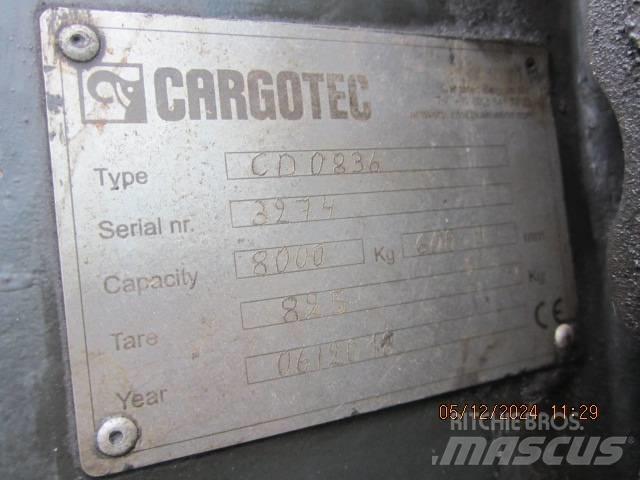 CARGOTEC
Type CD0836
Serial nr. 3274
Capacity 8000 Kg 600 mm
Tare 825 Kg
Year
CE
05/12/2024 11:29
RITCHIE BROS.
MASCUS